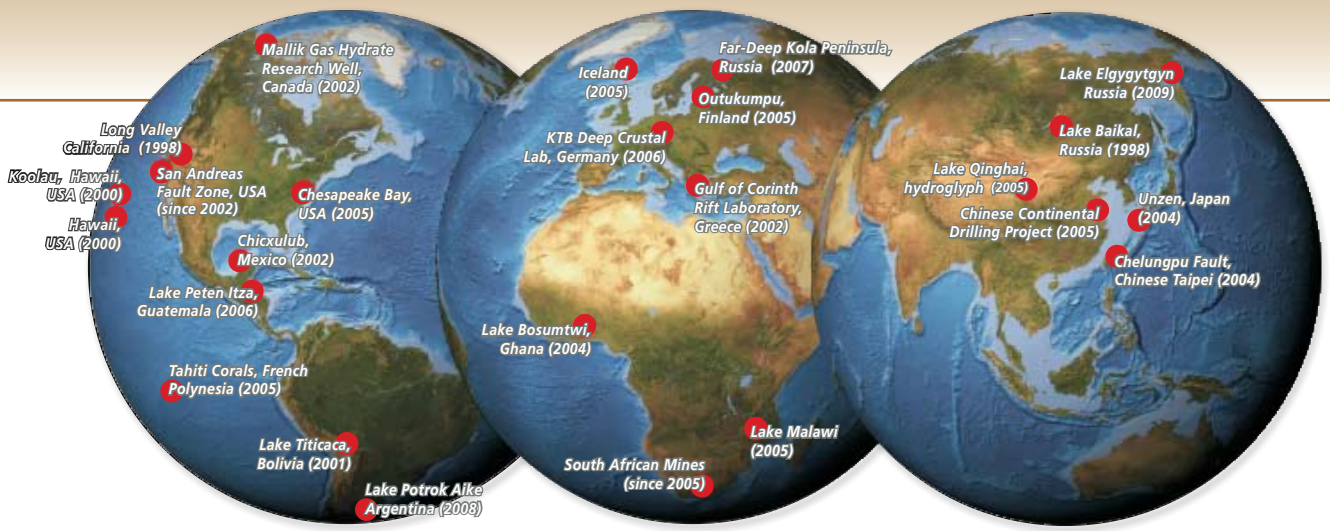 Mallik Gas Hydrate
Research Well,
Canada (2002)
Long Valley
California (1998)
Koolau, Hawaii,
USA (2000)
San Andreas
Fault Zone, USA
(since 2002)
Chesapeake Bay,
USA (2005)
Hawaii,
USA (2000)
Chicxulub,
Mexico (2002)
Lake Peten Itza,
Guatemala (2006)
Tahiti Corals, French
Polynesia (2005)
Lake Titicaca,
Bolivia (2001)
Lake Potrok Aike
Argentina (2008)
Far-Deep Kola Peninsula,
Russia (2007)
Iceland
(2005)
Outukumpu,
Finland (2005)
KTB Deep Crustal
Lab, Germany (2006)
Gulf of Corinth
Rift Laboratory,
Greece (2002)
Lake Bosumtwi,
Ghana (2004)
Lake Malawi
(2005)
South African Mines
(since 2005)
Lake Elgygytgyn
Russia (2009)
Lake Baikal,
Russia (1998)
Lake Qinghai,
hydroglyph (2005)
Unzen, Japan
(2004)
Chinese Continental
Drilling Project (2005)
Chelungpu Fault,
Chinese Taipei (2004)